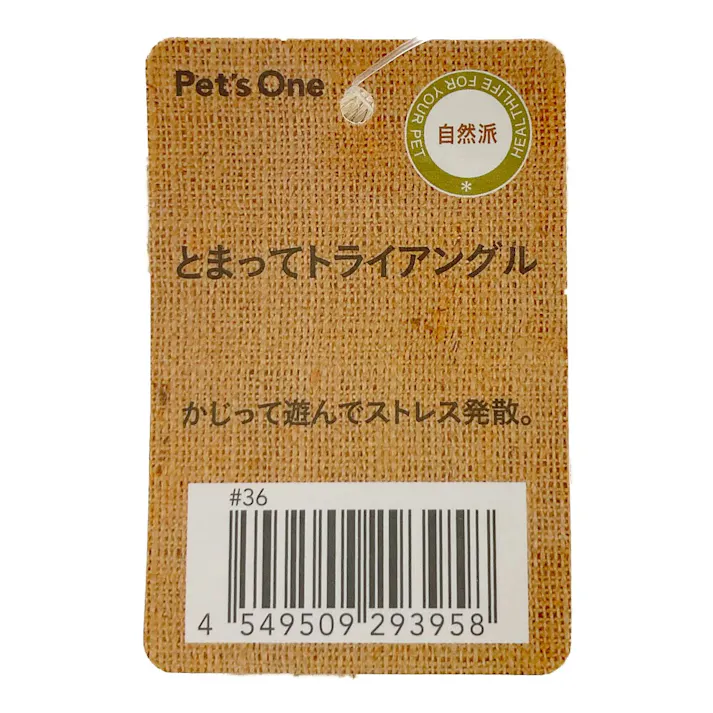 Pet's One
HEALTHLIFE FOR YOUR PET
*
自然派
とまってトライアングル
かじって遊んでストレス発散。
#36
4 549509 293958